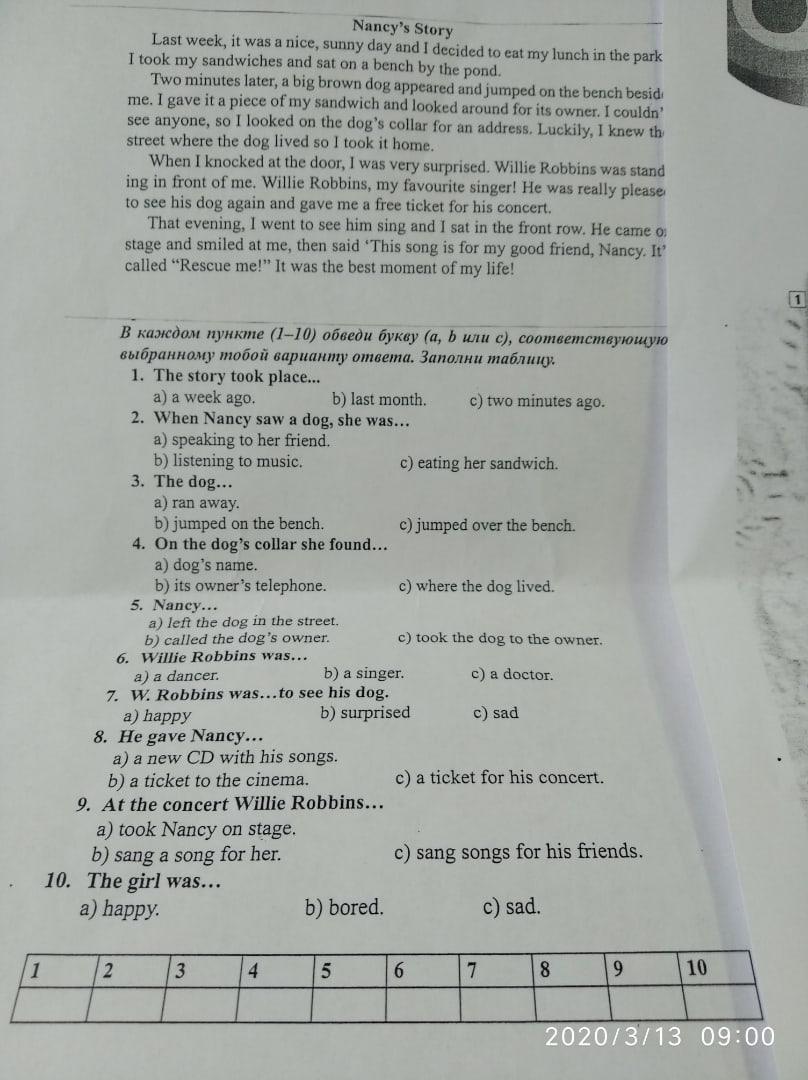 Nancy's Story
Last week, it was a nice, sunny day and I decided to eat my lunch in the park
I took my sandwiches and sat on a bench by the pond.
Two minutes later, a big brown dog appeared and jumped on the bench besid
me. I gave it a piece of my sandwich and looked around for its owner. I couldn'
see anyone, so I looked on the dog's collar for an address. Luckily, I knew th
street where the dog lived so I took it home.
When I knocked at the door, I was very surprised. Willie Robbins was stand
ing in front of me. Willie Robbins, my favourite singer! He was really please
to see his dog again and gave me a free ticket for his concert.
That evening, I went to see him sing and I sat in the front row. He came o
stage and smiled at me, then said 'This song is for my good friend, Nancy. It'
called "Rescue me!" It was the best moment of my life!
1
В каждом пункте (1–10) обведи букву (a, b или c), соответствующую
выбранному тобой варианту ответа. Заполни таблицу.
1. The story took place...
a) a week ago. b) last month. c) two minutes ago.
2. When Nancy saw a dog, she was...
a) speaking to her friend.
b) listening to music. c) eating her sandwich.
3. The dog...
a) ran away.
b) jumped on the bench. c) jumped over the bench.
4. On the dog's collar she found...
a) dog's name.
b) its owner's telephone. c) where the dog lived.
5. Nancy...
a) left the dog in the street.
b) called the dog's owner. c) took the dog to the owner.
6. Willie Robbins was...
a) a dancer. b) a singer. c) a doctor.
7. W. Robbins was...to see his dog.
a) happy b) surprised c) sad
8. He gave Nancy...
a) a new CD with his songs.
b) a ticket to the cinema. c) a ticket for his concert.
9. At the concert Willie Robbins...
a) took Nancy on stage.
b) sang a song for her. c) sang songs for his friends.
10. The girl was...
a) happy. b) bored. c) sad.
1 2 3 4 5 6 7 8 9 10
2020/3/13 09:00